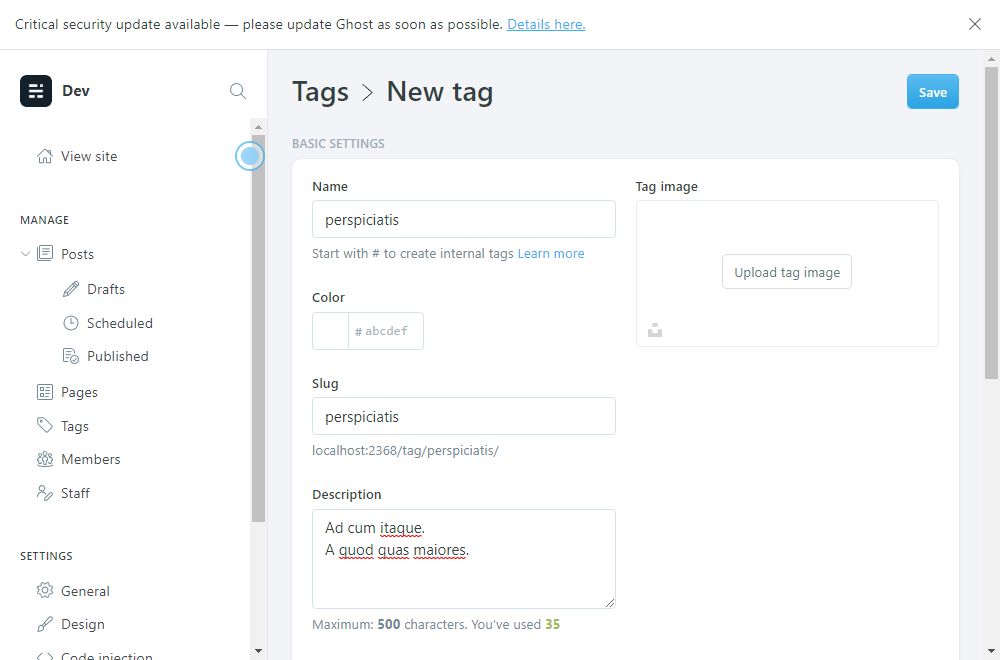 Critical security update available — please update Ghost as soon as possible. Details here.
Dev
View site
MANAGE
Posts
Drafts
Scheduled
Published
Pages
Tags
Members
Staff
SETTINGS
General
Design
Code injection
Tags > New tag
Save
BASIC SETTINGS
Name
perspiciatis
Start with # to create internal tags Learn more
Color
# abcdef
Slug
perspiciatis
localhost:2368/tag/perspiciatis/
Description
Ad cum itaque.
A quod quas maiores.
Maximum: 500 characters. You've used 35
Tag image
Upload tag image